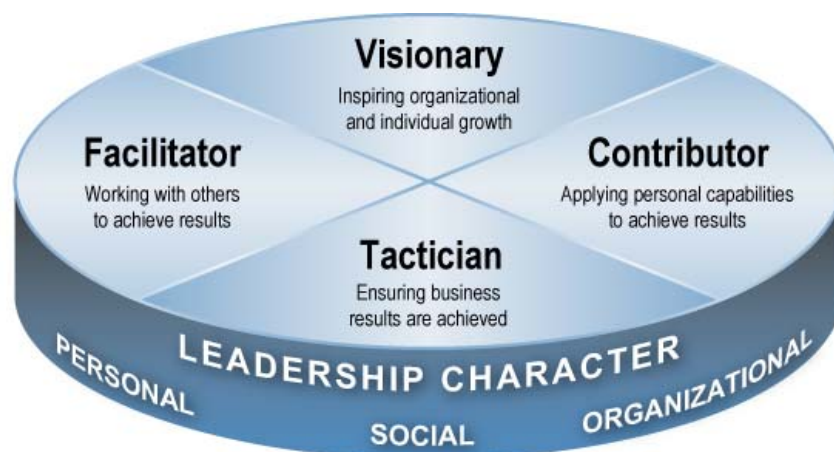 Visionary
Inspiring organizational
and individual growth
Facilitator
Working with others
to achieve results
Contributor
Applying personal capabilities
to achieve results
Tactician
Ensuring business
results are achieved
LEADERSHIP CHARACTER
PERSONAL
SOCIAL
ORGANIZATIONAL